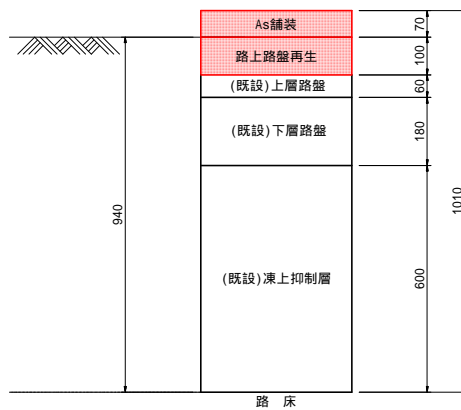 As舗装
70
路上路盤再生
100
(既設)上層路盤
60
(既設)下層路盤
180
940
1010
(既設)凍上抑制層
600
路 床